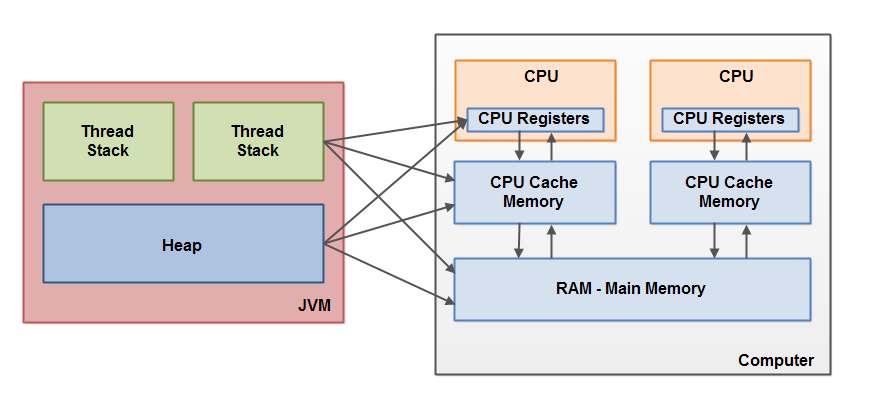 Thread
Stack
Thread
Stack
Heap
JVM
CPU
CPU Registers
CPU Cache
Memory
CPU
CPU Registers
CPU Cache
Memory
RAM - Main Memory
Computer